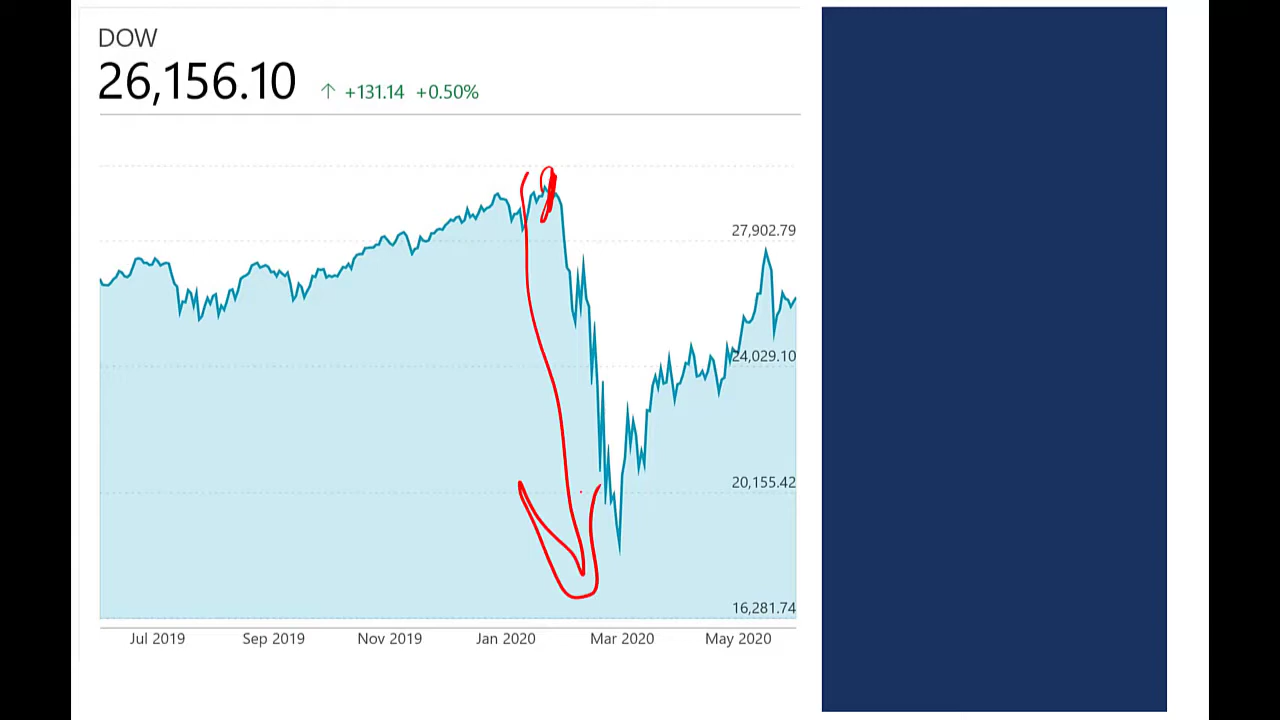 DOW
26,156.10 ↑ +131.14 +0.50%
27,902.79
24,029.10
20,155.42
16,281.74
Jul 2019 Sep 2019 Nov 2019 Jan 2020 Mar 2020 May 2020